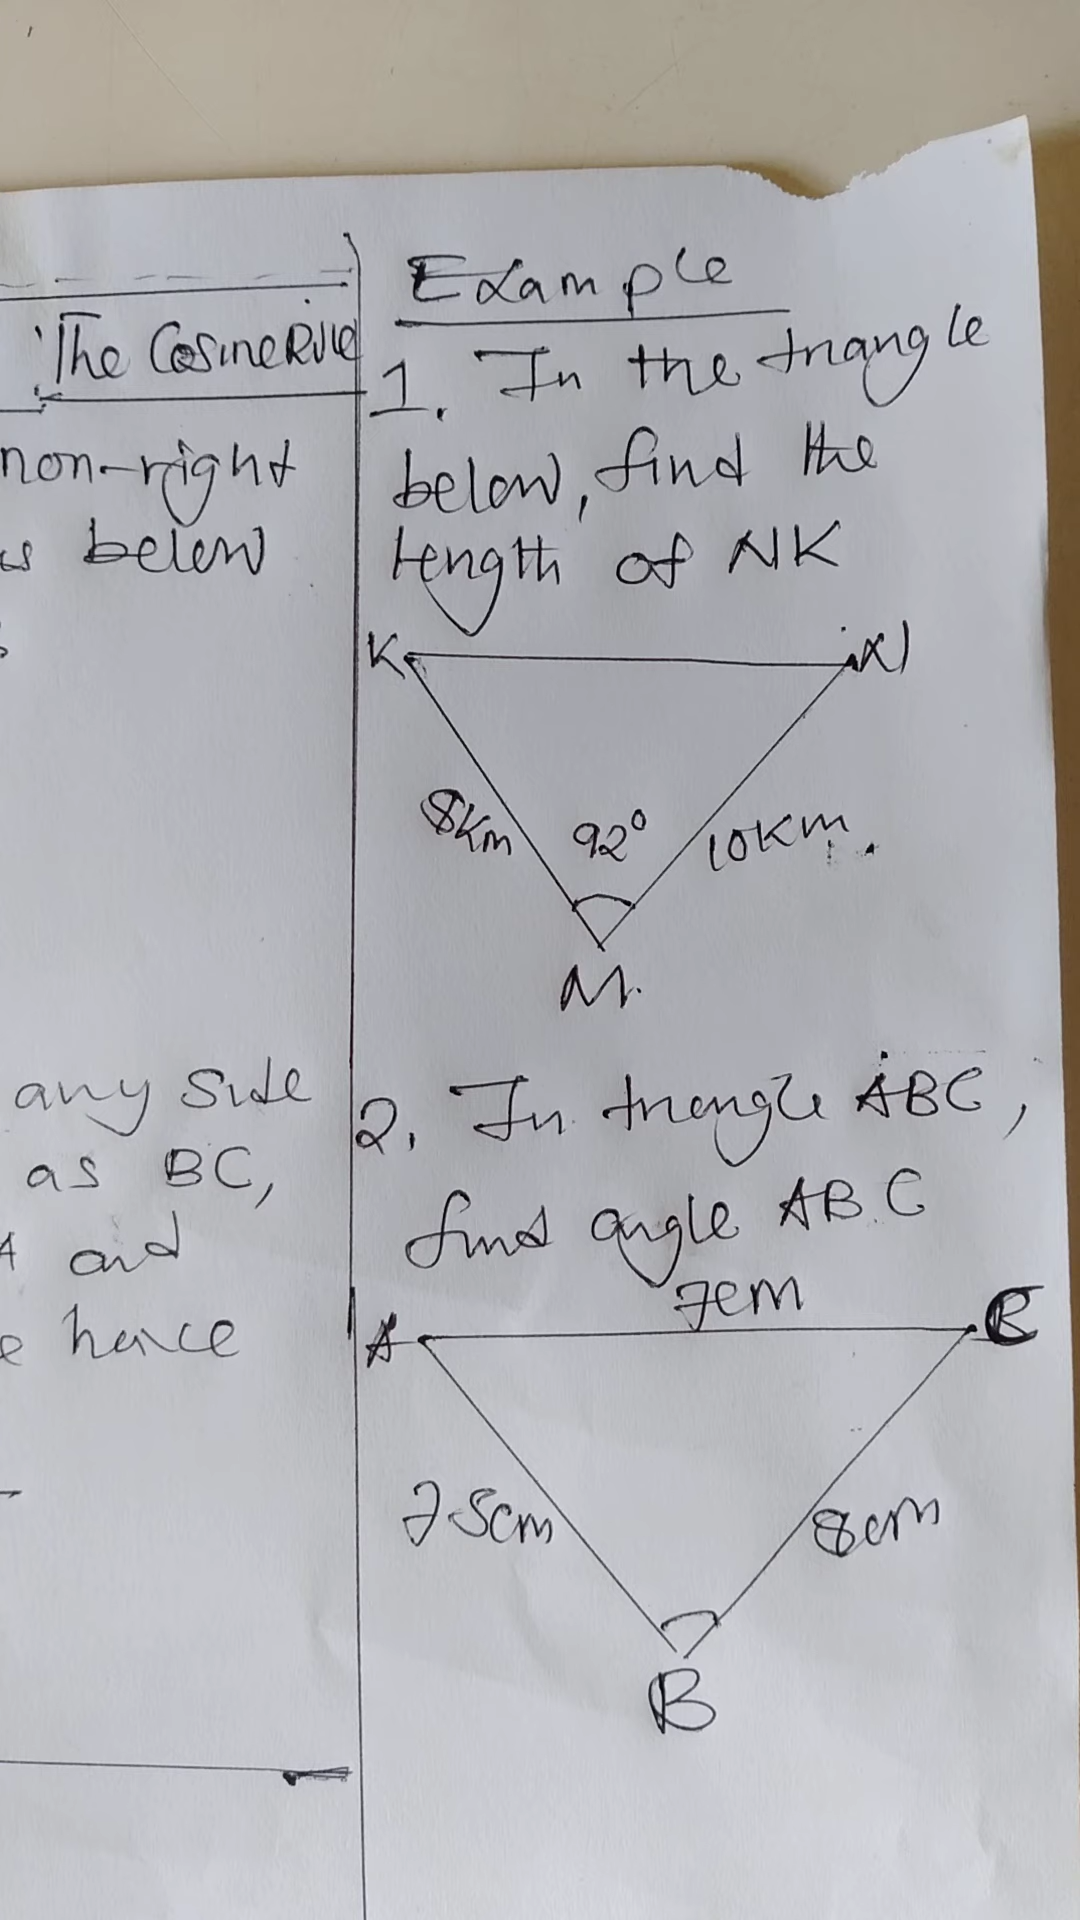 The Cosine Rule
non-right
below
any side
as BC,
and
hence
Example
1. In the triangle
below, find the
length of NK
K N
8Km 92° 10Km
M
2. In triangle ABC,
find angle ABC
7cm
A C
7.5cm 8cm
B